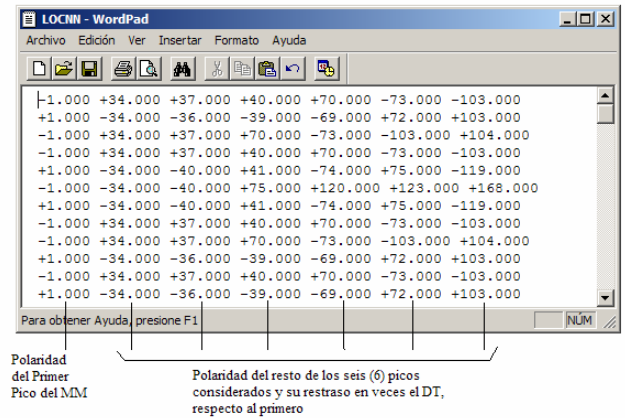 LOCNN - WordPad
Archivo Edición Ver Insertar Formato Ayuda
-1.000 +34.000 +37.000 +40.000 +70.000 -73.000 -103.000
+1.000 -34.000 -36.000 -39.000 -69.000 +72.000 +103.000
-1.000 +34.000 +37.000 +70.000 -73.000 -103.000 +104.000
-1.000 +34.000 +37.000 +40.000 +70.000 -73.000 -103.000
+1.000 -34.000 -40.000 +41.000 -74.000 +75.000 -119.000
-1.000 -34.000 -40.000 +75.000 +120.000 +123.000 +168.000
+1.000 -34.000 -40.000 +41.000 -74.000 +75.000 -119.000
-1.000 +34.000 +37.000 +40.000 +70.000 -73.000 -103.000
-1.000 +34.000 +37.000 +70.000 -73.000 -103.000 +104.000
+1.000 -34.000 -36.000 -39.000 -69.000 +72.000 +103.000
-1.000 +34.000 +37.000 +40.000 +70.000 -73.000 -103.000
+1.000 -34.000 -36.000 -39.000 -69.000 +72.000 +103.000
Para obtener Ayuda, presione F1
NÚM
Polaridad
del Primer
Pico del MM
Polaridad del resto de los seis (6) picos
considerados y su restraso en veces el DT,
respecto al primero